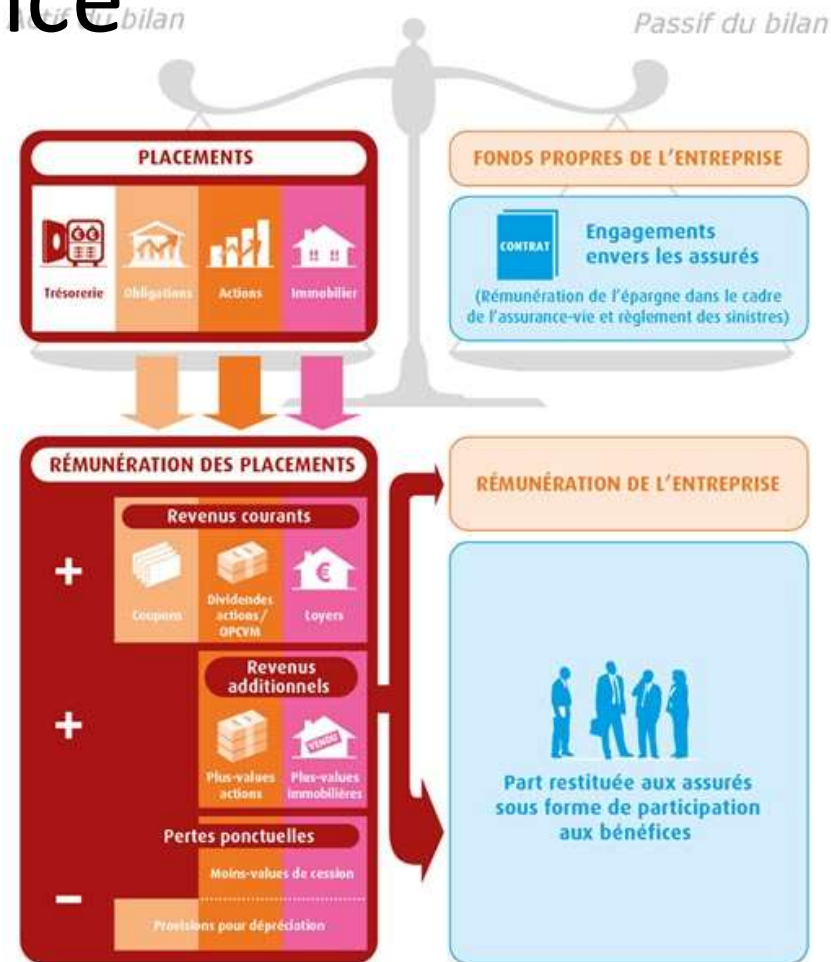 ice
Actif du bilan
Passif du bilan
PLACEMENTS
Trésorerie
Obligations
Actions
Immobilier
FONDS PROPRES DE L'ENTREPRISE
CONTRAT
Engagements
envers les assurés
(Rémunération de l'épargne dans le cadre
de l'assurance-vie et règlement des sinistres)
RÉMUNÉRATION DES PLACEMENTS
Revenus courants
+
Coupons
Dividendes
actions /
OPCVM
€
Loyers
+
Revenus
additionnels
Plus-values
actions
VENDU
Plus-values
immobilières
Pertes ponctuelles
Moins-values de cession
−
Provisions pour dépréciation
RÉMUNÉRATION DE L'ENTREPRISE
Part restituée aux assurés
sous forme de participation
aux bénéfices